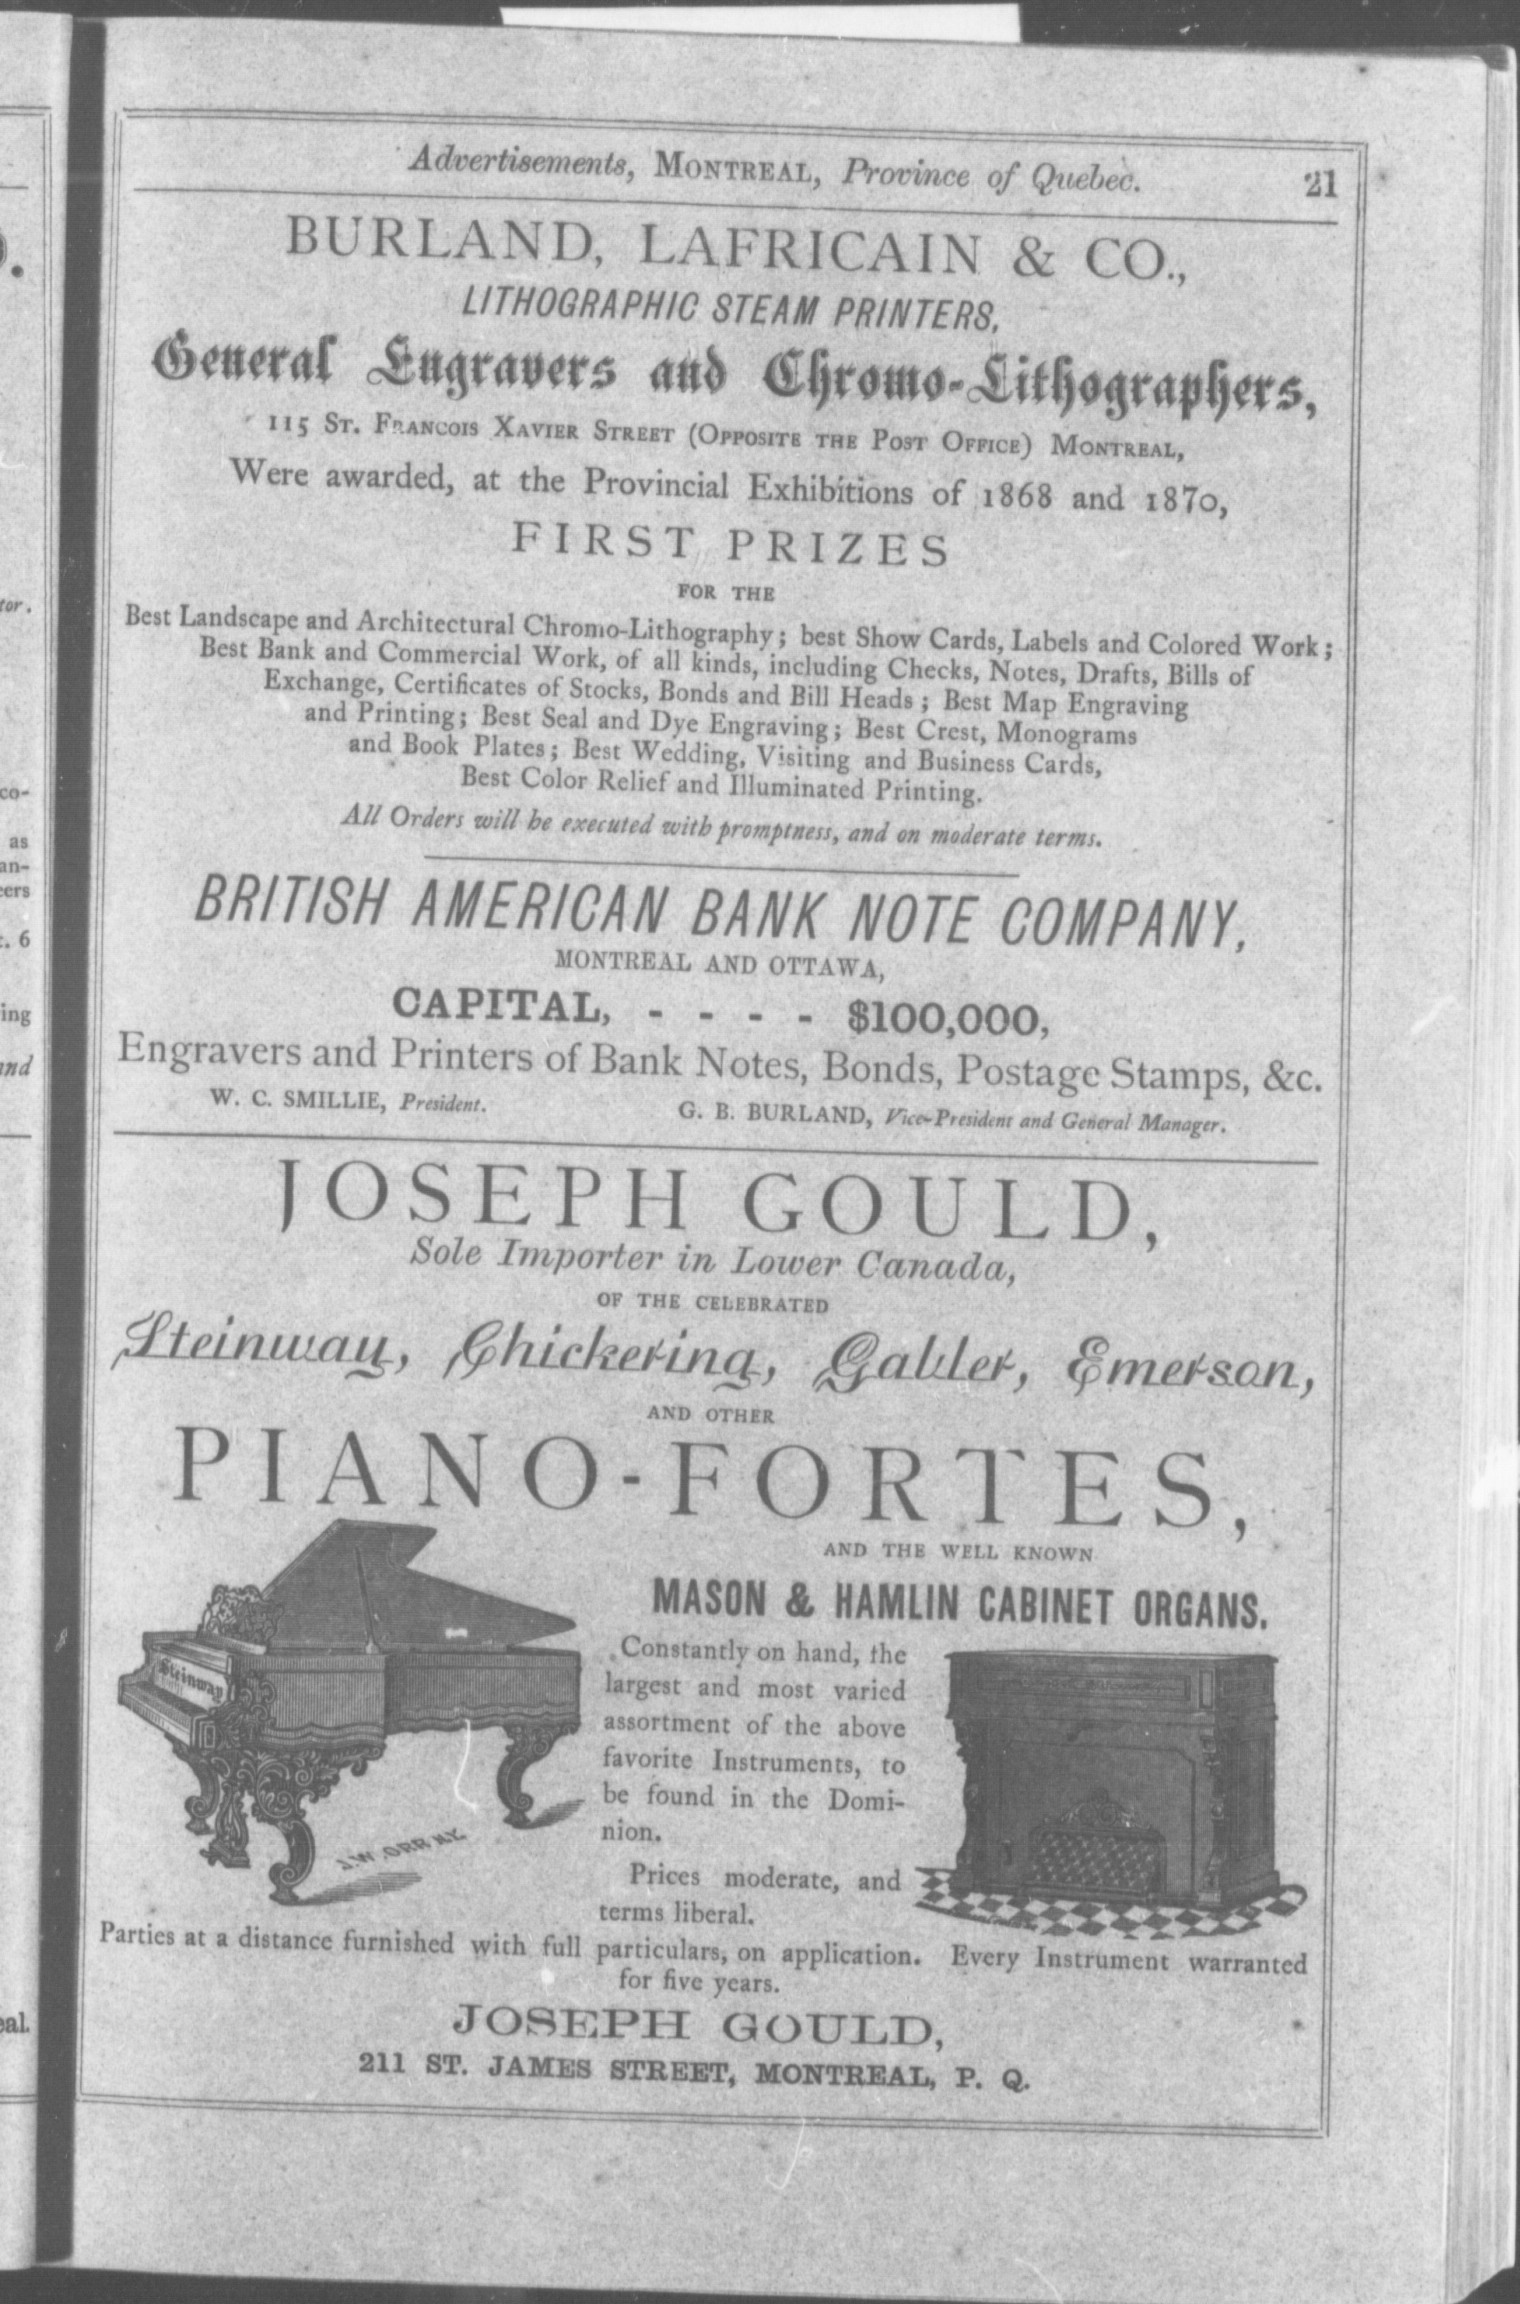 Advertisements, MONTREAL, Province of Quebec. 21
BURLAND, LAFRICAIN & CO.,
LITHOGRAPHIC STEAM PRINTERS,
General Engravers and Chromo-Lithographers,
115 ST. FRANCOIS XAVIER STREET (OPPOSITE THE POST OFFICE) MONTREAL,
Were awarded, at the Provincial Exhibitions of 1868 and 1870,
FIRST PRIZES
FOR THE
Best Landscape and Architectural Chromo-Lithography; best Show Cards, Labels and Colored Work;
Best Bank and Commercial Work, of all kinds, including Checks, Notes, Drafts, Bills of
Exchange, Certificates of Stocks, Bonds and Bill Heads; Best Map Engraving
and Printing; Best Seal and Dye Engraving; Best Crest, Monograms
and Book Plates; Best Wedding, Visiting and Business Cards,
Best Color Relief and Illuminated Printing.
All Orders will be executed with promptness, and on moderate terms.
BRITISH AMERICAN BANK NOTE COMPANY,
MONTREAL AND OTTAWA,
CAPITAL, - - - - $100,000,
Engravers and Printers of Bank Notes, Bonds, Postage Stamps, &c.
W. C. SMILLIE, President. G. B. BURLAND, Vice-President and General Manager.
JOSEPH GOULD,
Sole Importer in Lower Canada,
OF THE CELEBRATED
Steinway, Chickering, Gabler, Emerson,
AND OTHER
PIANO-FORTES,
AND THE WELL KNOWN
MASON & HAMLIN CABINET ORGANS.
Steinway
J.W. ORR N.Y.
Constantly on hand, the
largest and most varied
assortment of the above
favorite Instruments, to
be found in the Domi-
nion.
Prices moderate, and
terms liberal.
Parties at a distance furnished with full particulars, on application. Every Instrument warranted
for five years.
JOSEPH GOULD,
211 ST. JAMES STREET, MONTREAL, P. Q.